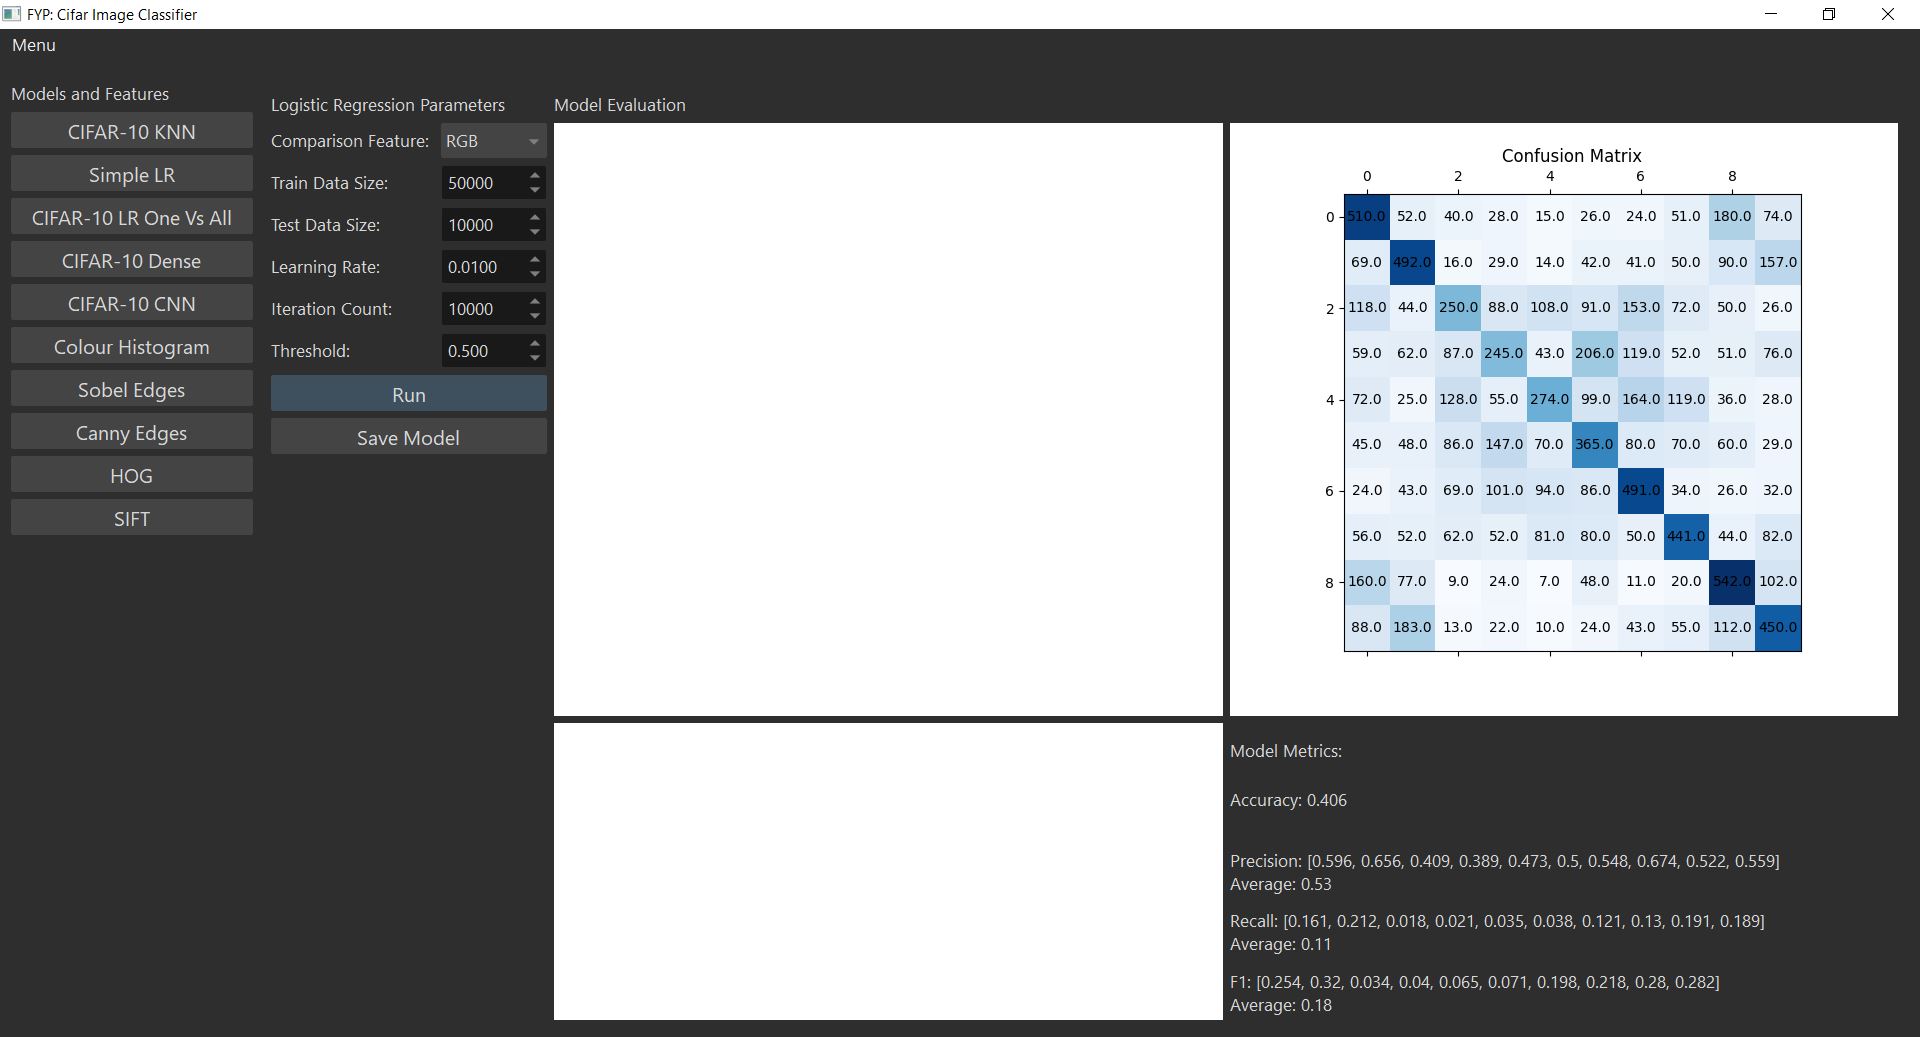 FYP: Cifar Image Classifier
Menu
Models and Features
CIFAR-10 KNN
Simple LR
CIFAR-10 LR One Vs All
CIFAR-10 Dense
CIFAR-10 CNN
Colour Histogram
Sobel Edges
Canny Edges
HOG
SIFT
Logistic Regression Parameters
Comparison Feature: RGB
Train Data Size: 50000
Test Data Size: 10000
Learning Rate: 0.0100
Iteration Count: 10000
Threshold: 0.500
Run
Save Model
Model Evaluation
Confusion Matrix
0 2 4 6 8
0 510.0 52.0 40.0 28.0 15.0 26.0 24.0 51.0 180.0 74.0
69.0 492.0 16.0 29.0 14.0 42.0 41.0 50.0 90.0 157.0
2 118.0 44.0 250.0 88.0 108.0 91.0 153.0 72.0 50.0 26.0
59.0 62.0 87.0 245.0 43.0 206.0 119.0 52.0 51.0 76.0
4 72.0 25.0 128.0 55.0 274.0 99.0 164.0 119.0 36.0 28.0
45.0 48.0 86.0 147.0 70.0 365.0 80.0 70.0 60.0 29.0
6 24.0 43.0 69.0 101.0 94.0 86.0 491.0 34.0 26.0 32.0
56.0 52.0 62.0 52.0 81.0 80.0 50.0 441.0 44.0 82.0
8 160.0 77.0 9.0 24.0 7.0 48.0 11.0 20.0 542.0 102.0
88.0 183.0 13.0 22.0 10.0 24.0 43.0 55.0 112.0 450.0
Model Metrics:
Accuracy: 0.406
Precision: [0.596, 0.656, 0.409, 0.389, 0.473, 0.5, 0.548, 0.674, 0.522, 0.559]
Average: 0.53
Recall: [0.161, 0.212, 0.018, 0.021, 0.035, 0.038, 0.121, 0.13, 0.191, 0.189]
Average: 0.11
F1: [0.254, 0.32, 0.034, 0.04, 0.065, 0.071, 0.198, 0.218, 0.28, 0.282]
Average: 0.18